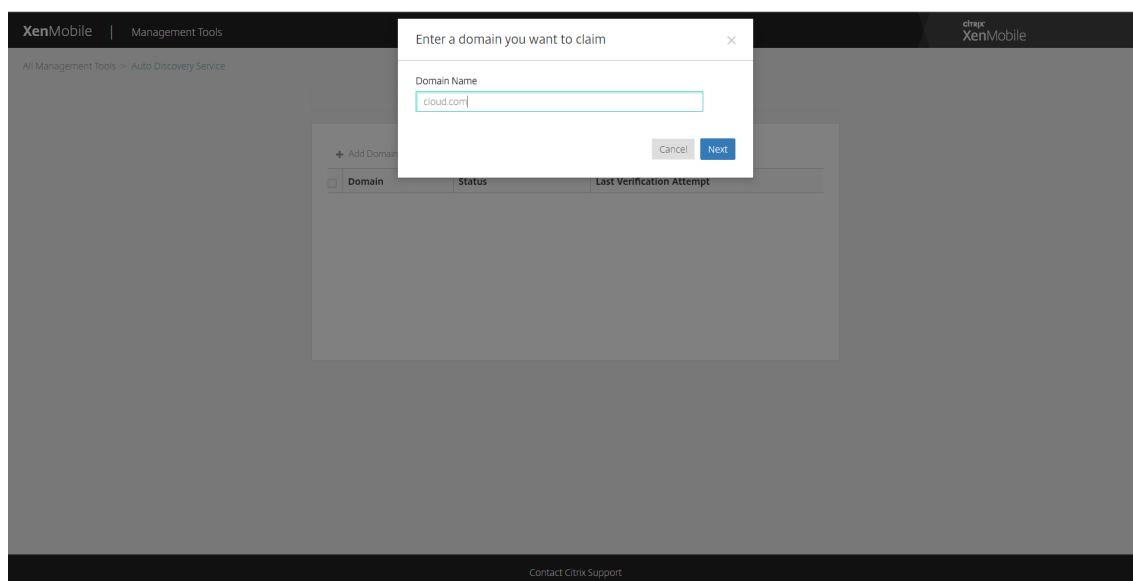 XenMobile | Management Tools
citrix
XenMobile
All Management Tools > Auto Discovery Service
Enter a domain you want to claim ×
Domain Name
cloud.com
Cancel Next
+ Add Domain
Domain Status Last Verification Attempt
Contact Citrix Support